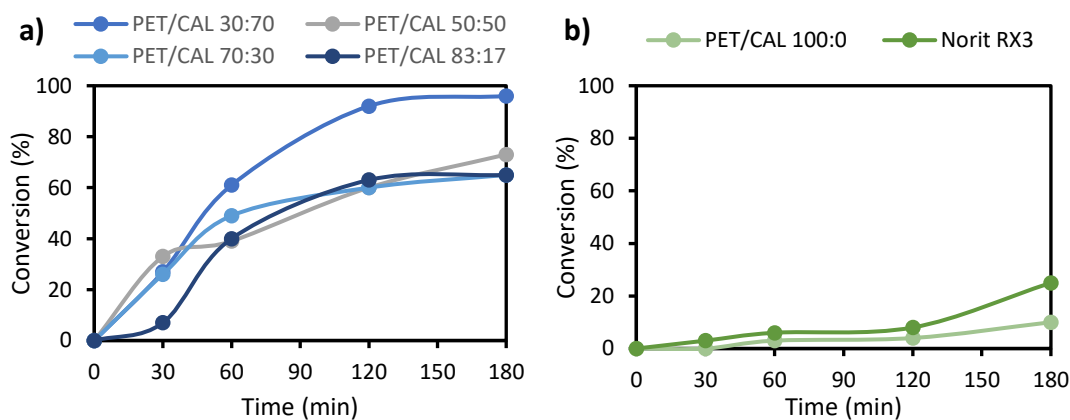 a)
PET/CAL 30:70
PET/CAL 50:50
PET/CAL 70:30
PET/CAL 83:17
Conversion (%)
100
80
60
40
20
0
0 30 60 90 120 150 180
Time (min)
b)
PET/CAL 100:0
Norit RX3
Conversion (%)
100
80
60
40
20
0
0 30 60 90 120 150 180
Time (min)